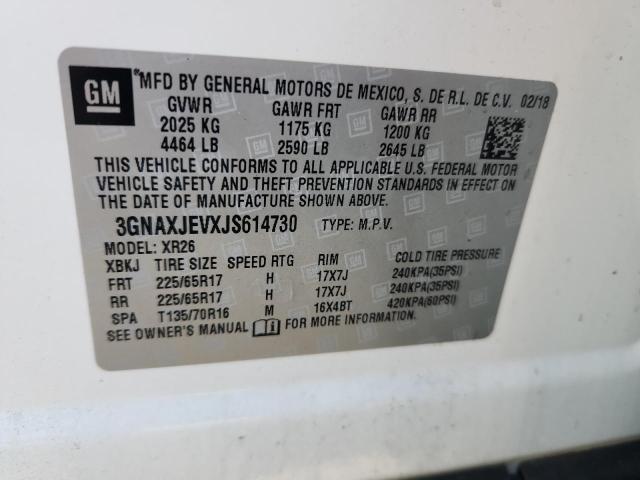 GM
*MFD BY GENERAL MOTORS DE MEXICO, S. DE R.L. DE C.V. 02/18
GVWR GAWR FRT GAWR RR
2025 KG 1175 KG 1200 KG
4464 LB 2590 LB 2645 LB
THIS VEHICLE CONFORMS TO ALL APPLICABLE U.S. FEDERAL MOTOR
VEHICLE SAFETY AND THEFT PREVENTION STANDARDS IN EFFECT ON
THE DATE OF MANUFACTURE SHOWN ABOVE.
3GNAXJEVXJS614730 TYPE: M.P.V.
MODEL: XR26
XBKJ TIRE SIZE SPEED RTG RIM COLD TIRE PRESSURE
FRT 225/65R17 H 17X7J 240KPA(35PSI)
RR 225/65R17 H 17X7J 240KPA(35PSI)
SPA T135/70R16 M 16X4BT 420KPA(60PSI)
SEE OWNER'S MANUAL FOR MORE INFORMATION.